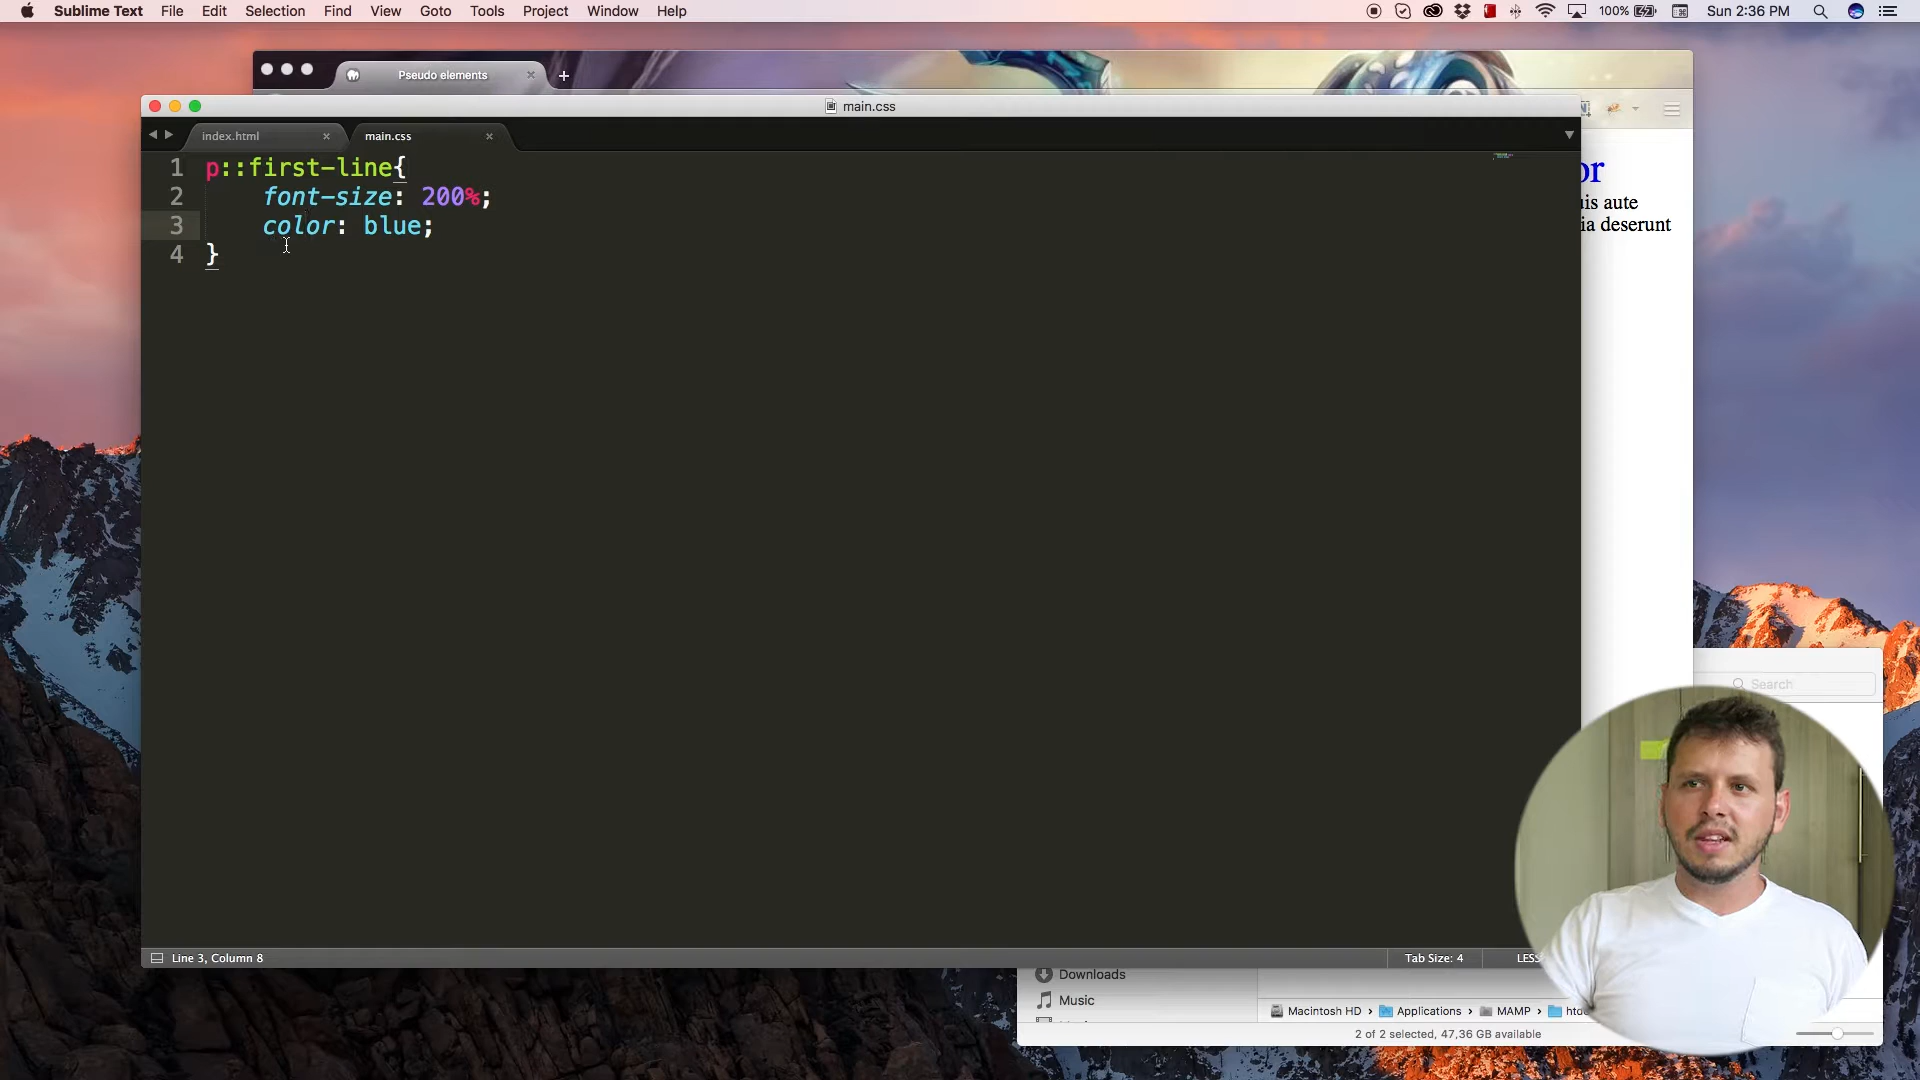 Sublime Text File Edit Selection Find View Goto Tools Project Window Help 100% Sun 2:36 PM
Pseudo elements
main.css
index.html main.css
1 p::first-line{
2 font-size: 200%;
3 color: blue;
4 }
or
uis aute
ia deserunt
Search
Line 3, Column 8 Tab Size: 4 LESS
Downloads
Music
Macintosh HD › Applications › MAMP › htdo
2 of 2 selected, 47,36 GB available